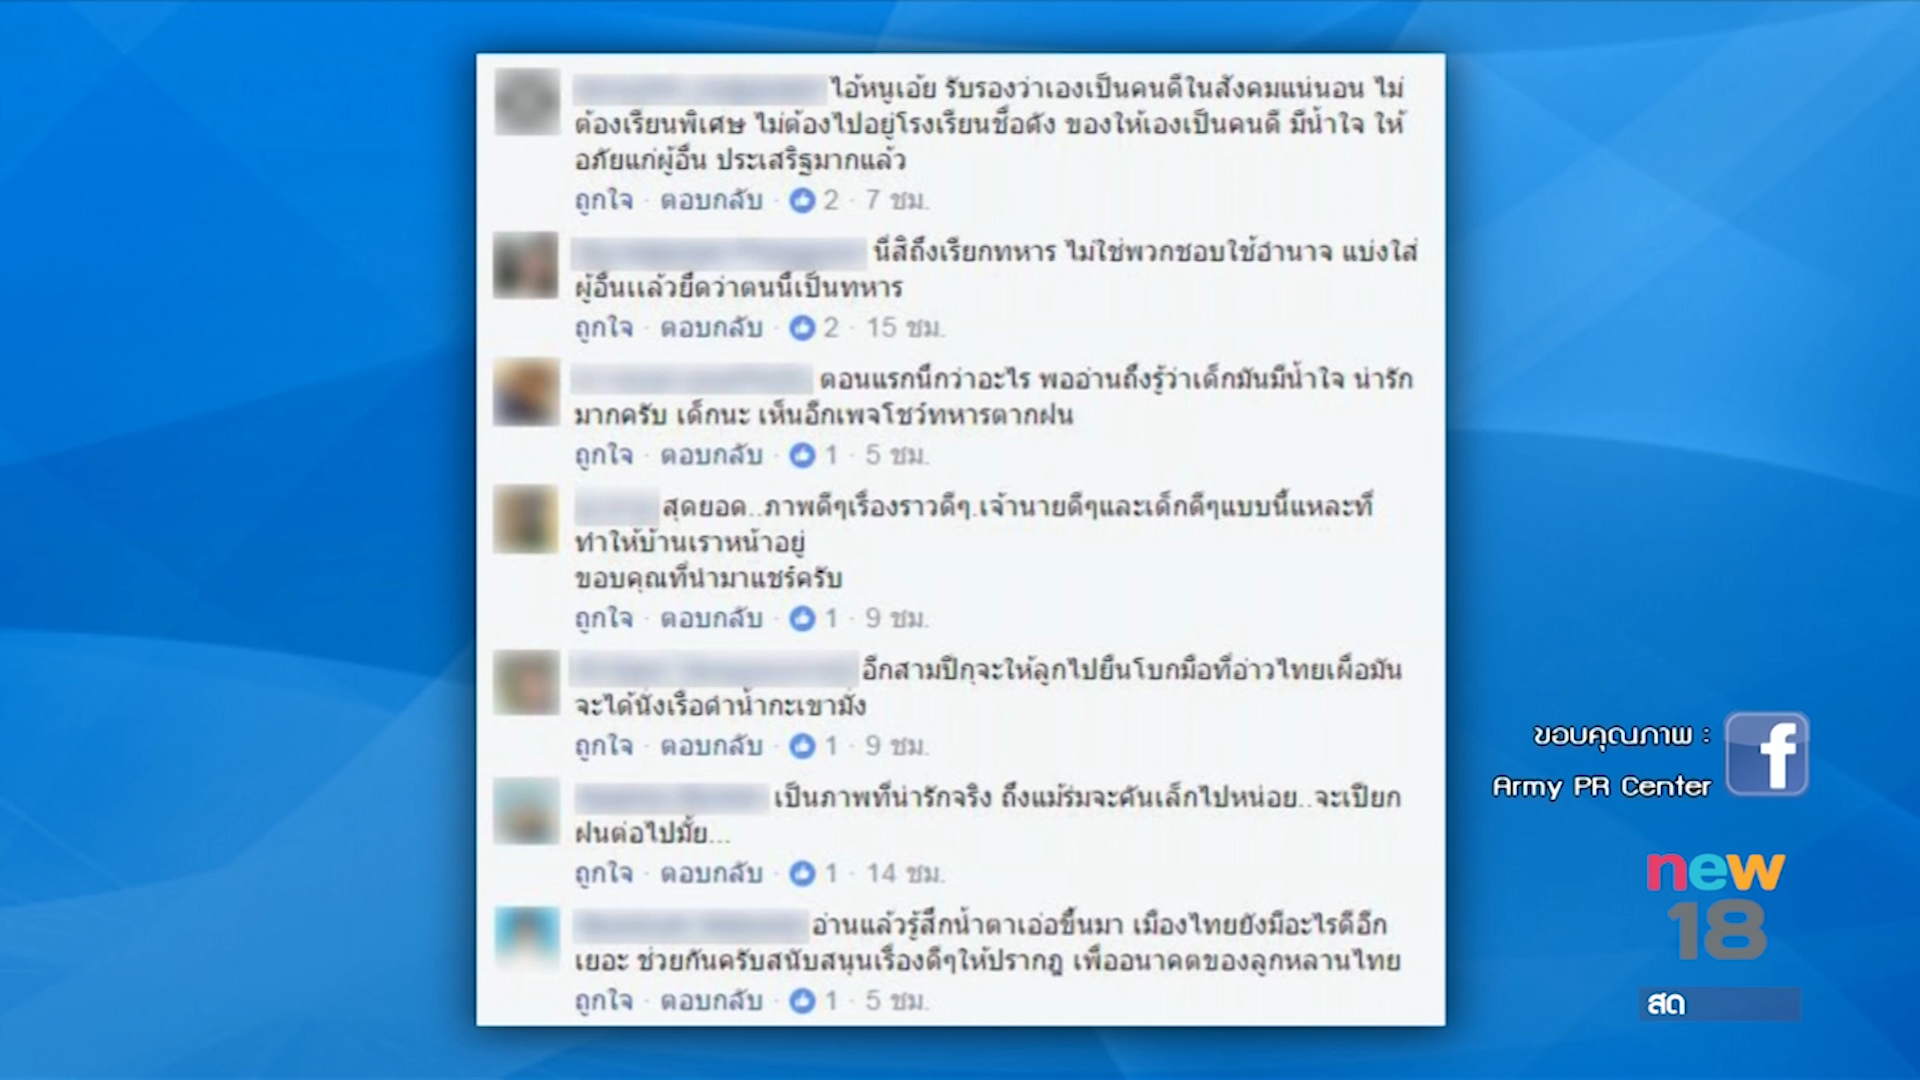 ไอ้หนูเอ้ย รับรองว่าเองเป็นคนดีในสังคมแน่นอน ไม่
ต้องเรียนพิเศษ ไม่ต้องไปอยู่โรงเรียนชื่อดัง ของให้เองเป็นคนดี มีน้ำใจ ให้
อภัยแก่ผู้อื่น ประเสริฐมากแล้ว
ถูกใจ · ตอบกลับ · 2 · 7 ชม.
นี่สิถึงเรียกทหาร ไม่ใช่พวกชอบใช้อำนาจ แบ่งใส่
ผู้อื่นแล้วยึดว่าตนนี้เป็นทหาร
ถูกใจ · ตอบกลับ · 2 · 15 ชม.
ตอนแรกนึกว่าอะไร พออ่านถึงรู้ว่าเด็กมันมีน้ำใจ น่ารัก
มากครับ เด็กนะ เห็นอีกเพจโชว์ทหารตากฝน
ถูกใจ · ตอบกลับ · 1 · 5 ชม.
สุดยอด..ภาพดีๆเรื่องราวดีๆ.เจ้านายดีๆและเด็กดีๆแบบนี้แหละที่
ทำให้บ้านเราหน้าอยู่
ขอบคุณที่นำมาแชร์ครับ
ถูกใจ · ตอบกลับ · 1 · 9 ชม.
อีกสามปีกุจะให้ลูกไปยืนโบกมือที่อ่าวไทยเผื่อมัน
จะได้นั่งเรือดำน้ำกะเขามั่ง
ถูกใจ · ตอบกลับ · 1 · 9 ชม.
เป็นภาพที่น่ารักจริง ถึงแม้ร่มจะคันเล็กไปหน่อย..จะเปียก
ฝนต่อไปมั้ย...
ถูกใจ · ตอบกลับ · 1 · 14 ชม.
อ่านแล้วรู้สึกน้ำตาเอ่อขึ้นมา เมืองไทยยังมีอะไรดีอีก
เยอะ ช่วยกันครับสนับสนุนเรื่องดีๆให้ปรากฎ เพื่ออนาคตของลูกหลานไทย
ถูกใจ · ตอบกลับ · 1 · 5 ชม.
ขอบคุณภาพ :
Army PR Center
f
new
18
สด